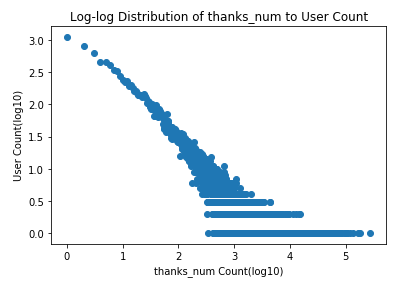 Log-log Distribution of thanks_num to User Count
3.0
2.5
2.0
1.5
1.0
0.5
0.0
User Count(log10)
0 1 2 3 4 5
thanks_num Count(log10)